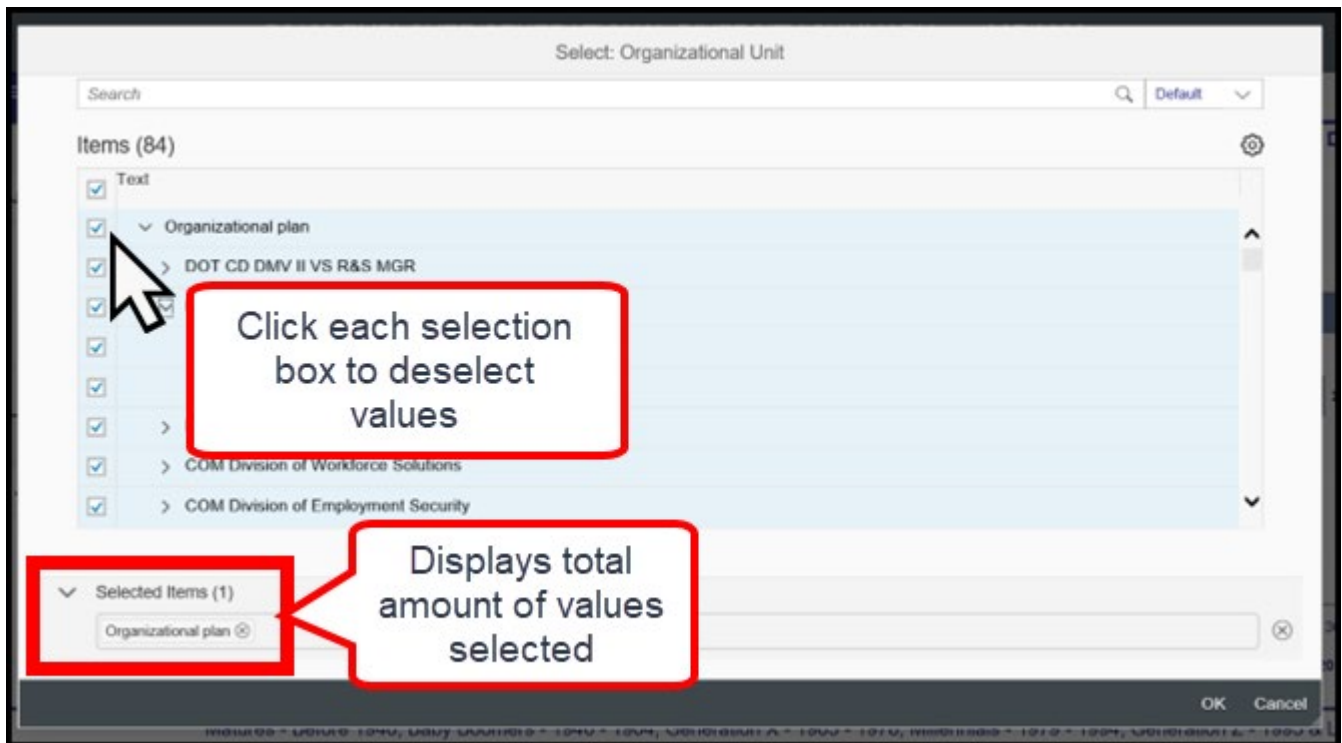 Select: Organizational Unit
Search
Default
Items (84)
Text
Organizational plan
DOT CD DMV II VS R&S MGR
Click each selection
box to deselect
values
COM Division of Workforce Solutions
COM Division of Employment Security
Displays total
amount of values
selected
Selected Items (1)
Organizational plan
OK Cancel